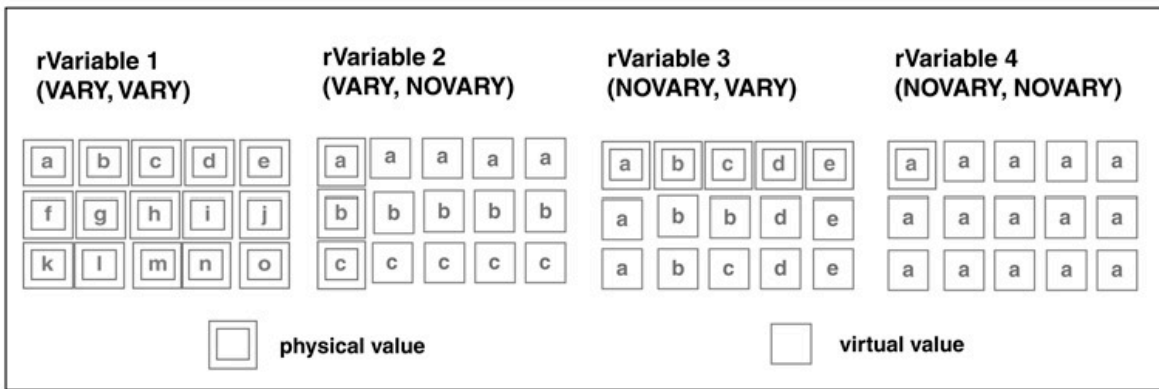 rVariable 1
(VARY, VARY)
rVariable 2
(VARY, NOVARY)
rVariable 3
(NOVARY, VARY)
rVariable 4
(NOVARY, NOVARY)
a b c d e
f g h i j
k l m n o
a a a a a
b b b b b
c c c c c
a b c d e
a b b d e
a b c d e
a a a a a
a a a a a
a a a a a
physical value
virtual value